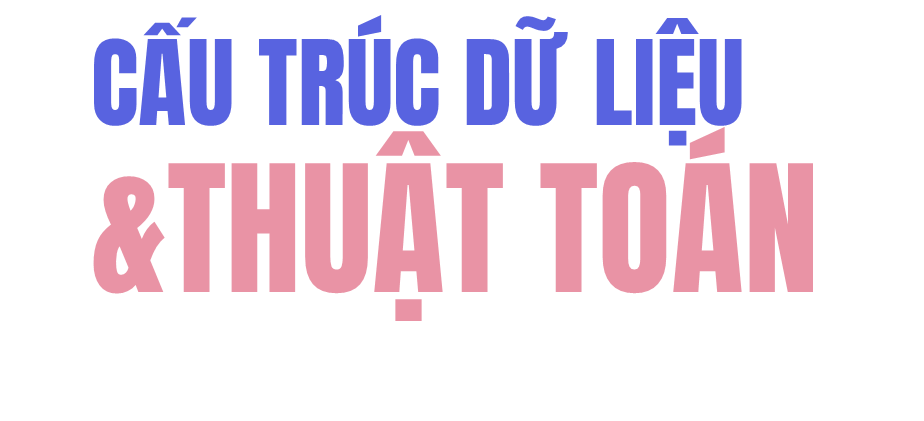 CẤU TRÚC DỮ LIỆU
&THUẬT TOÁN